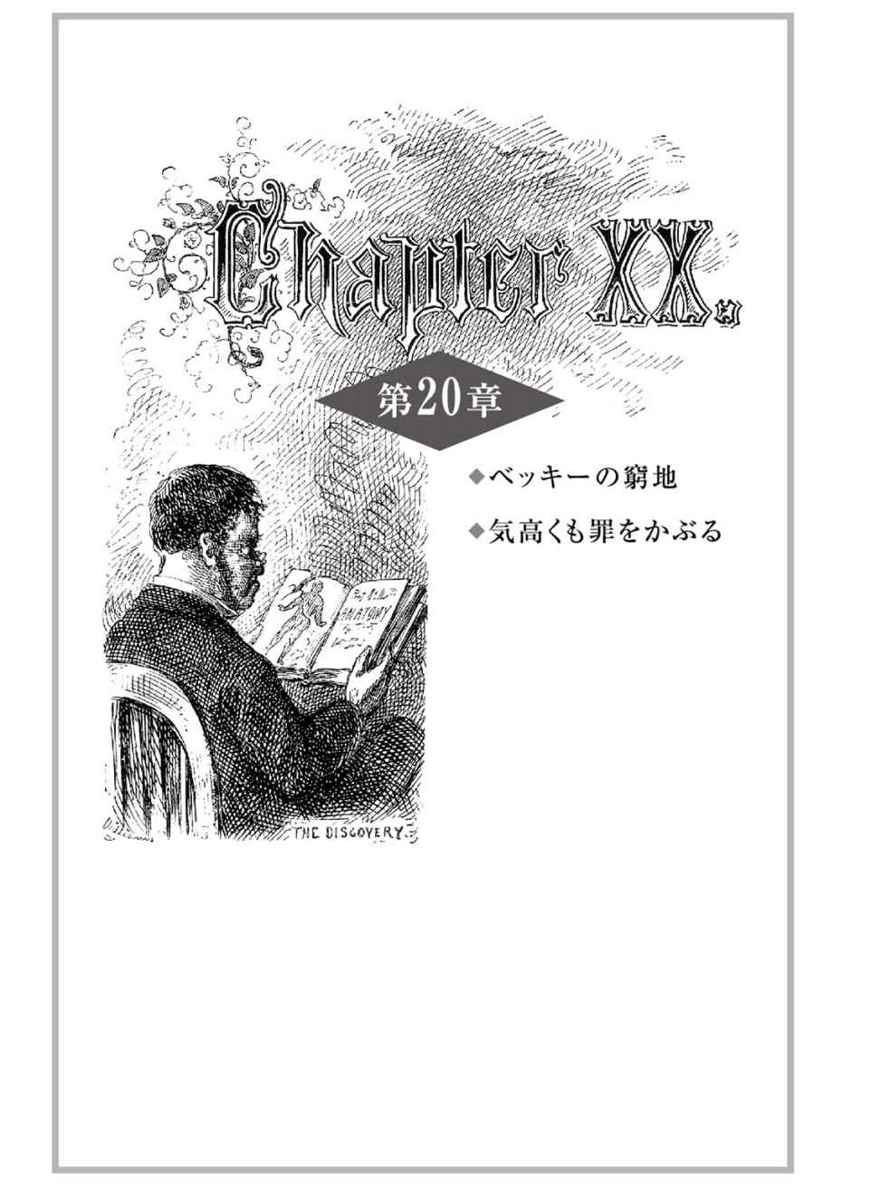 Chapter XX.
第20章
◆ベッキーの窮地
◆気高くも罪をかぶる
ANATOMY
THE DISCOVERY.